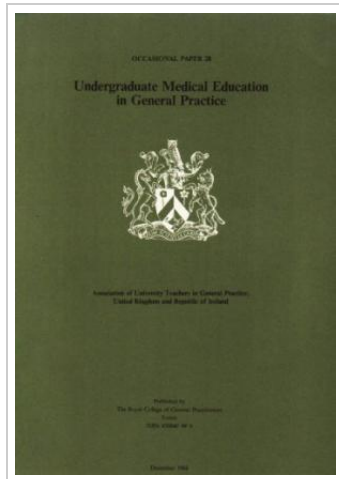 OCCASIONAL PAPER 28
Undergraduate Medical Education
in General Practice
Association of University Teachers in General Practice,
United Kingdom and Republic of Ireland
Published by
The Royal College of General Practitioners
ISBN
December 1984